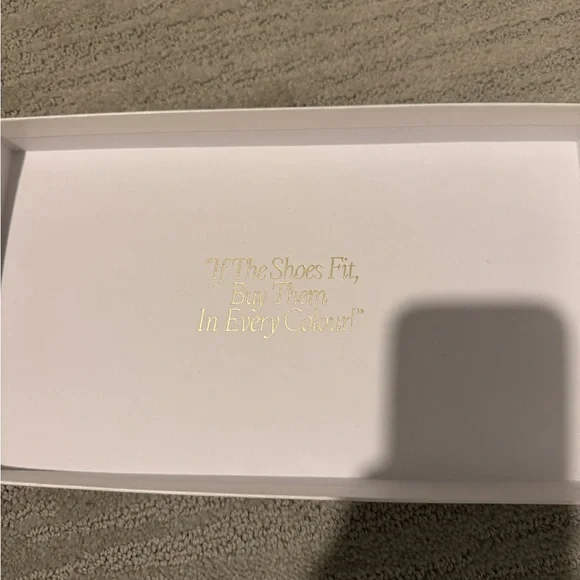 "If The Shoes Fit,
Buy Them
In Every Colour!"